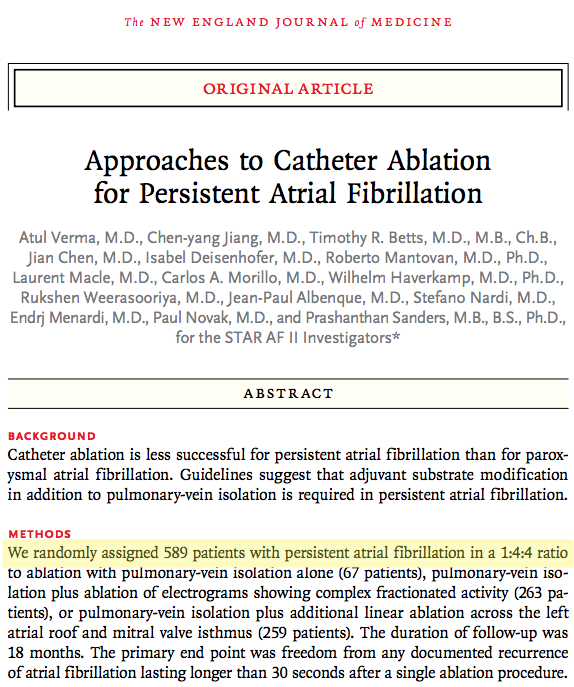 The NEW ENGLAND JOURNAL of MEDICINE
ORIGINAL ARTICLE
Approaches to Catheter Ablation
for Persistent Atrial Fibrillation
Atul Verma, M.D., Chen-yang Jiang, M.D., Timothy R. Betts, M.D., M.B., Ch.B.,
Jian Chen, M.D., Isabel Deisenhofer, M.D., Roberto Mantovan, M.D., Ph.D.,
Laurent Macle, M.D., Carlos A. Morillo, M.D., Wilhelm Haverkamp, M.D., Ph.D.,
Rukshen Weerasooriya, M.D., Jean-Paul Albenque, M.D., Stefano Nardi, M.D.,
Endrj Menardi, M.D., Paul Novak, M.D., and Prashanthan Sanders, M.B., B.S., Ph.D.,
for the STAR AF II Investigators*
ABSTRACT
BACKGROUND
Catheter ablation is less successful for persistent atrial fibrillation than for parox-
ysmal atrial fibrillation. Guidelines suggest that adjuvant substrate modification
in addition to pulmonary-vein isolation is required in persistent atrial fibrillation.
METHODS
We randomly assigned 589 patients with persistent atrial fibrillation in a 1:4:4 ratio
to ablation with pulmonary-vein isolation alone (67 patients), pulmonary-vein iso-
lation plus ablation of electrograms showing complex fractionated activity (263 pa-
tients), or pulmonary-vein isolation plus additional linear ablation across the left
atrial roof and mitral valve isthmus (259 patients). The duration of follow-up was
18 months. The primary end point was freedom from any documented recurrence
of atrial fibrillation lasting longer than 30 seconds after a single ablation procedure.